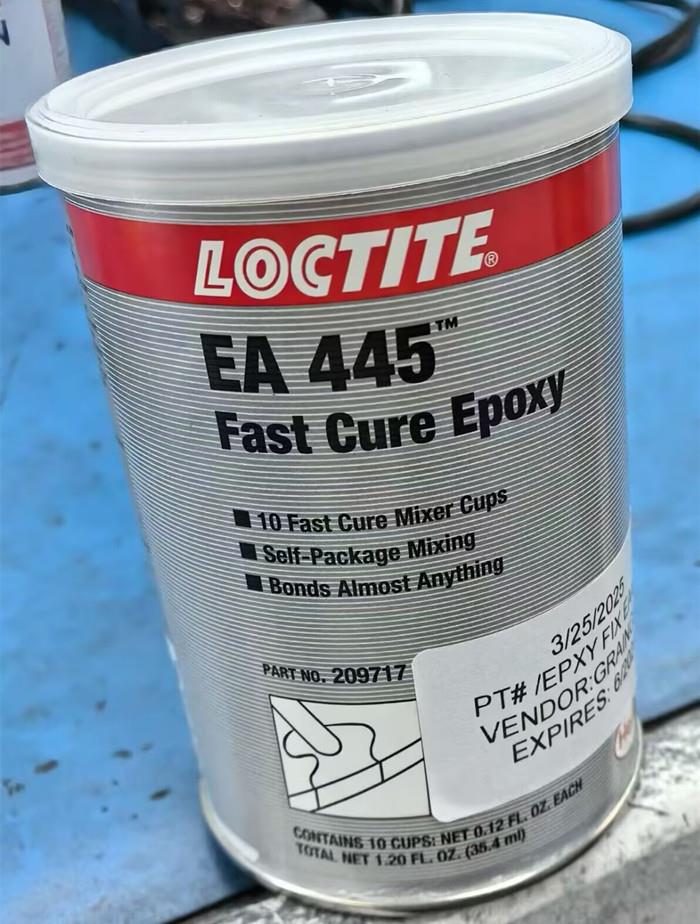 LOCTITE®
EA 445™
Fast Cure Epoxy
■ 10 Fast Cure Mixer Cups
■ Self-Package Mixing
■ Bonds Almost Anything
PART NO. 209717
3/25/2025
PT# /EPXY FIX
VENDOR:
EXPIRES:
CONTAINS 10 CUPS: NET 0.12 FL. OZ. EACH
TOTAL NET 1.20 FL. OZ. (35.4 ml)